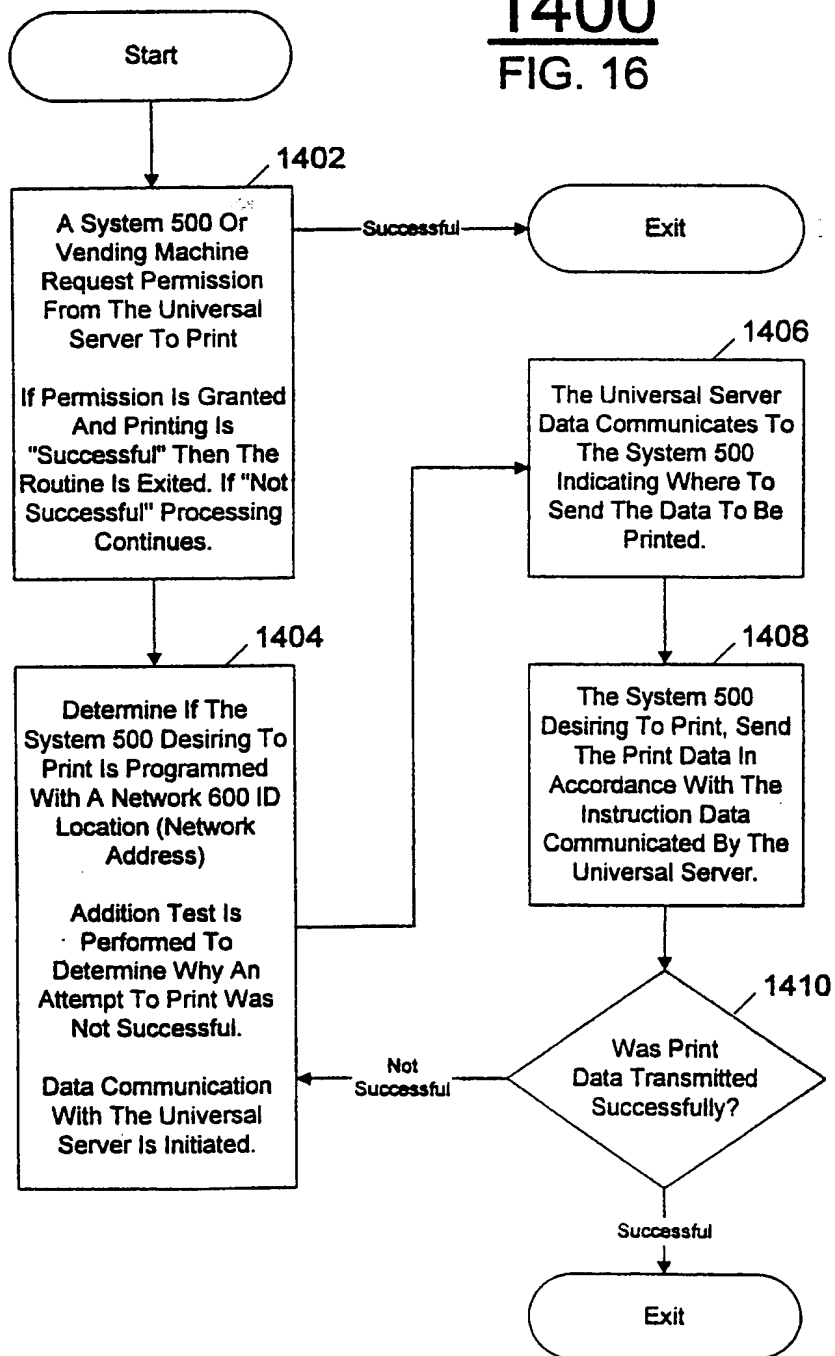 1400
FIG. 16
Start
1402
A System 500 Or
Vending Machine
Request Permission
From The Universal
Server To Print
If Permission Is Granted
And Printing Is
"Successful" Then The
Routine Is Exited. If "Not
Successful" Processing
Continues.
Successful
Exit
1404
Determine If The
System 500 Desiring To
Print Is Programmed
With A Network 600 ID
Location (Network
Address)
Addition Test Is
Performed To
Determine Why An
Attempt To Print Was
Not Successful.
Data Communication
With The Universal
Server Is Initiated.
1406
The Universal Server
Data Communicates To
The System 500
Indicating Where To
Send The Data To Be
Printed.
1408
The System 500
Desiring To Print, Send
The Print Data In
Accordance With The
Instruction Data
Communicated By The
Universal Server.
1410
Was Print
Data Transmitted
Successfully?
Not
Successful
Successful
Exit